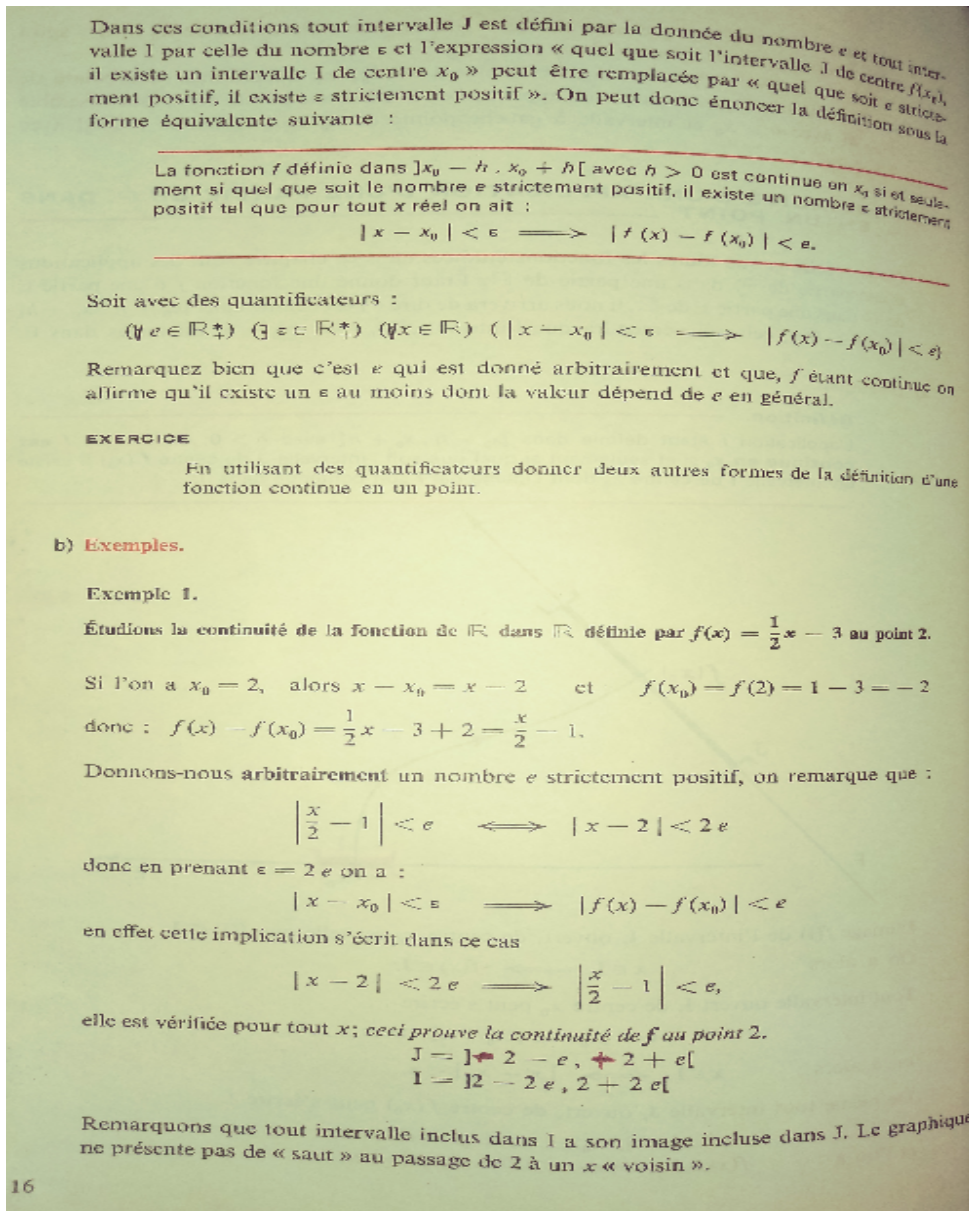 Dans ces conditions tout intervalle J est défini par la donnée du nombre e et tout inter-
valle I par celle du nombre ε et l'expression « quel que soit l'intervalle J de centre f(x₀),
il existe un intervalle I de centre x₀ » peut être remplacée par « quel que soit e stricte-
ment positif, il existe ε strictement positif ». On peut donc énoncer la définition sous la
forme équivalente suivante :
La fonction f définie dans ]x₀ − h , x₀ + h[ avec h > 0 est continue en x₀ si et seule-
ment si quel que soit le nombre e strictement positif, il existe un nombre ε strictement
positif tel que pour tout x réel on ait :
| x − x₀ | < ε ⟹ | f (x) − f (x₀) | < e.
Soit avec des quantificateurs :
(∀ e ∈ ℝ*₊) (∃ ε ∈ ℝ*₊) (∀x ∈ ℝ) ( | x − x₀ | < ε ⟹ | f (x) − f (x₀) | < e)
Remarquez bien que c'est e qui est donné arbitrairement et que, f étant continue on
affirme qu'il existe un ε au moins dont la valeur dépend de e en général.
EXERCICE
En utilisant des quantificateurs donner deux autres formes de la définition d'une
fonction continue en un point.
b) Exemples.
Exemple 1.
Étudions la continuité de la fonction de ℝ dans ℝ définie par f(x) = 1/2 x − 3 au point 2.
Si l'on a x₀ = 2, alors x − x₀ = x − 2 et f (x₀) = f (2) = 1 − 3 = − 2
donc : f (x) − f (x₀) = 1/2 x − 3 + 2 = x/2 − 1.
Donnons-nous arbitrairement un nombre e strictement positif, on remarque que :
| x/2 − 1 | < e ⟺ | x − 2 | < 2 e
donc en prenant ε = 2 e on a :
| x − x₀ | < ε ⟹ | f (x) − f (x₀) | < e
en effet cette implication s'écrit dans ce cas
| x − 2 | < 2 e ⟹ | x/2 − 1 | < e,
elle est vérifiée pour tout x; ceci prouve la continuité de f au point 2.
J = ]− 2 − e , + 2 + e[
I = ]2 − 2 e , 2 + 2 e[
Remarquons que tout intervalle inclus dans I a son image incluse dans J. Le graphique
ne présente pas de « saut » au passage de 2 à un x « voisin ».
16